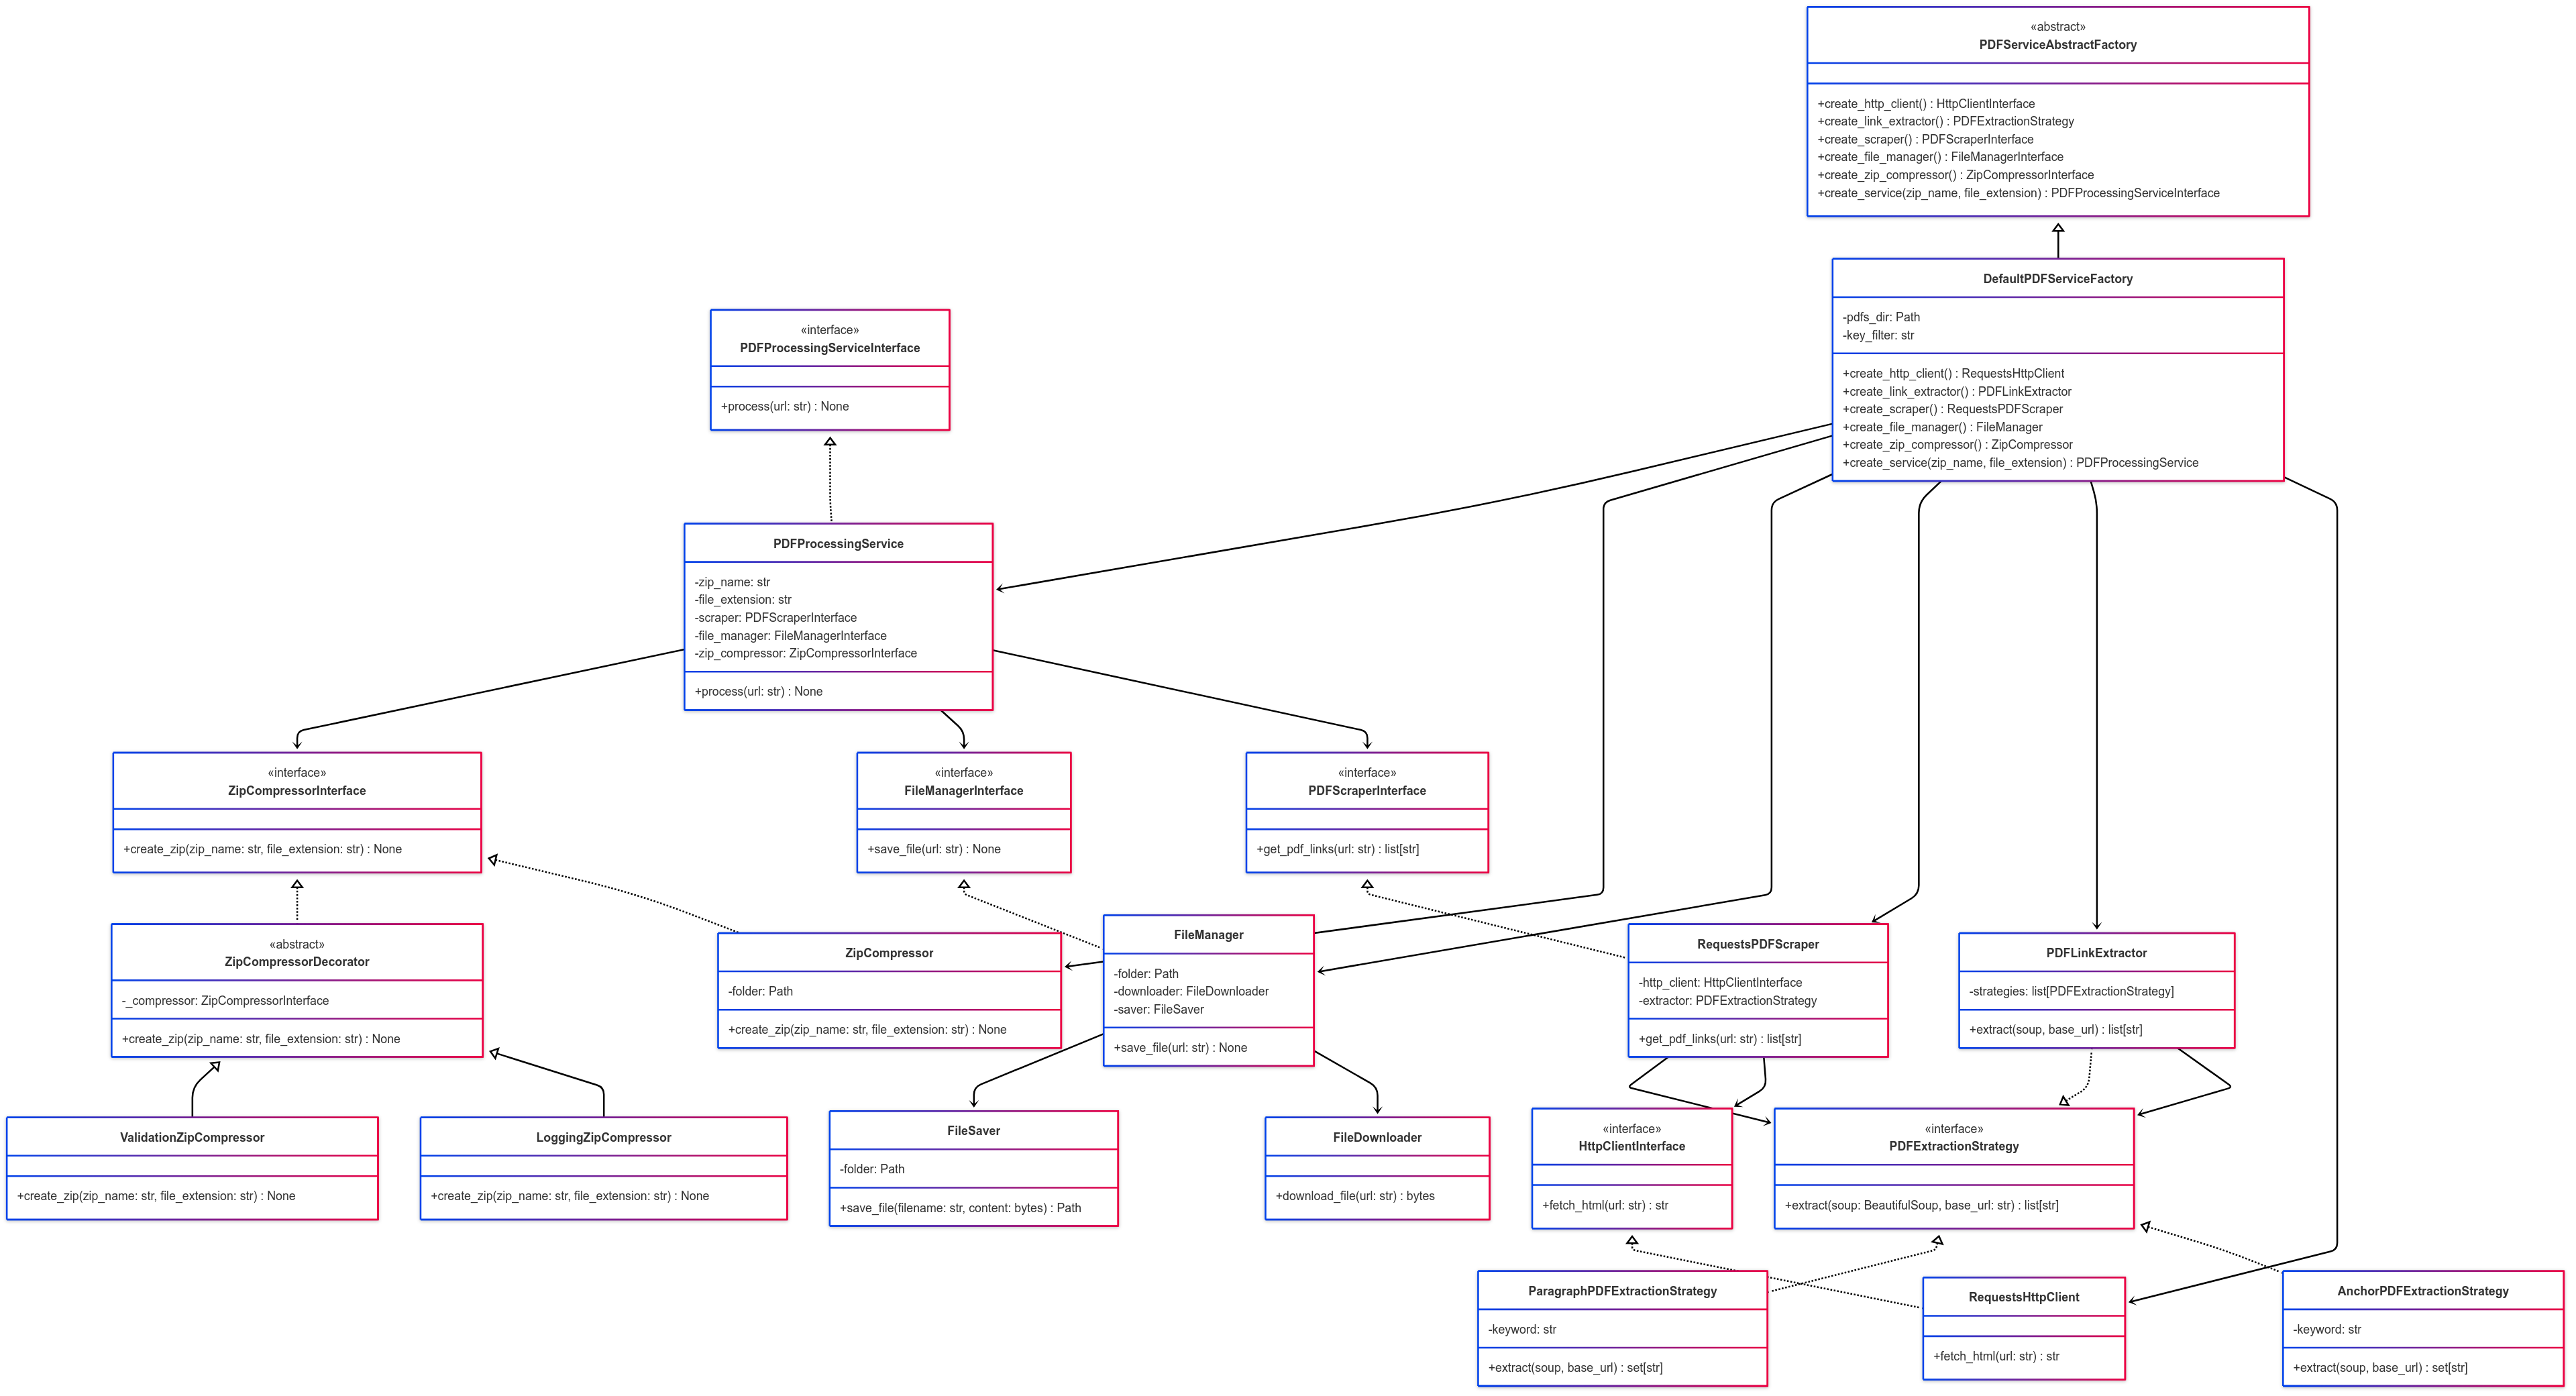 «abstract»
PDFServiceAbstractFactory
+create_http_client() : HttpClientInterface
+create_link_extractor() : PDFExtractionStrategy
+create_scraper() : PDFScraperInterface
+create_file_manager() : FileManagerInterface
+create_zip_compressor() : ZipCompressorInterface
+create_service(zip_name, file_extension) : PDFProcessingServiceInterface
DefaultPDFServiceFactory
-pdfs_dir: Path
-key_filter: str
+create_http_client() : RequestsHttpClient
+create_link_extractor() : PDFLinkExtractor
+create_scraper() : RequestsPDFScraper
+create_file_manager() : FileManager
+create_zip_compressor() : ZipCompressor
+create_service(zip_name, file_extension) : PDFProcessingService
«interface»
PDFProcessingServiceInterface
+process(url: str) : None
PDFProcessingService
-zip_name: str
-file_extension: str
-scraper: PDFScraperInterface
-file_manager: FileManagerInterface
-zip_compressor: ZipCompressorInterface
+process(url: str) : None
«interface»
ZipCompressorInterface
+create_zip(zip_name: str, file_extension: str) : None
«interface»
FileManagerInterface
+save_file(url: str) : None
«interface»
PDFScraperInterface
+get_pdf_links(url: str) : list[str]
«abstract»
ZipCompressorDecorator
-_compressor: ZipCompressorInterface
+create_zip(zip_name: str, file_extension: str) : None
ZipCompressor
-folder: Path
+create_zip(zip_name: str, file_extension: str) : None
FileManager
-folder: Path
-downloader: FileDownloader
-saver: FileSaver
+save_file(url: str) : None
RequestsPDFScraper
-http_client: HttpClientInterface
-extractor: PDFExtractionStrategy
+get_pdf_links(url: str) : list[str]
PDFLinkExtractor
-strategies: list[PDFExtractionStrategy]
+extract(soup, base_url) : list[str]
ValidationZipCompressor
+create_zip(zip_name: str, file_extension: str) : None
LoggingZipCompressor
+create_zip(zip_name: str, file_extension: str) : None
FileSaver
-folder: Path
+save_file(filename: str, content: bytes) : Path
FileDownloader
+download_file(url: str) : bytes
«interface»
HttpClientInterface
+fetch_html(url: str) : str
«interface»
PDFExtractionStrategy
+extract(soup: BeautifulSoup, base_url: str) : list[str]
ParagraphPDFExtractionStrategy
-keyword: str
+extract(soup, base_url) : set[str]
RequestsHttpClient
+fetch_html(url: str) : str
AnchorPDFExtractionStrategy
-keyword: str
+extract(soup, base_url) : set[str]